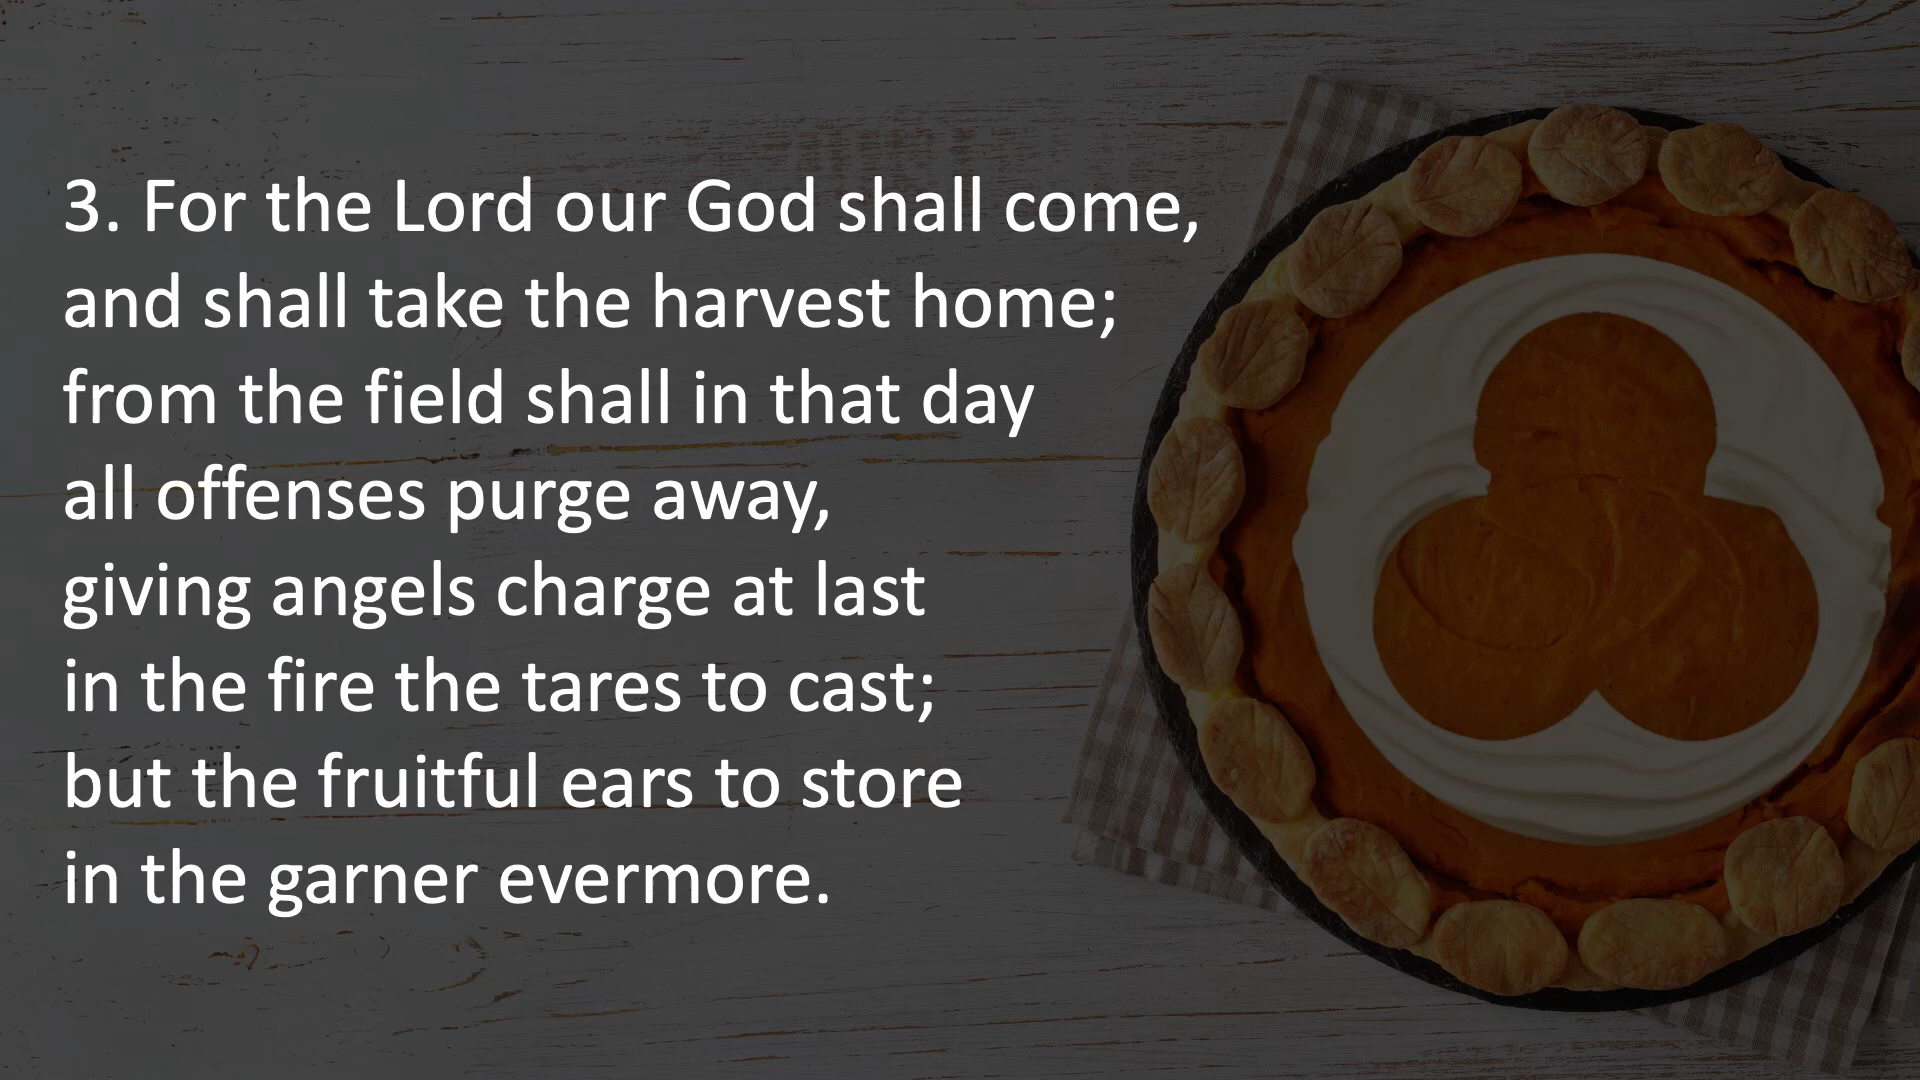 3. For the Lord our God shall come,
and shall take the harvest home;
from the field shall in that day
all offenses purge away,
giving angels charge at last
in the fire the tares to cast;
but the fruitful ears to store
in the garner evermore.